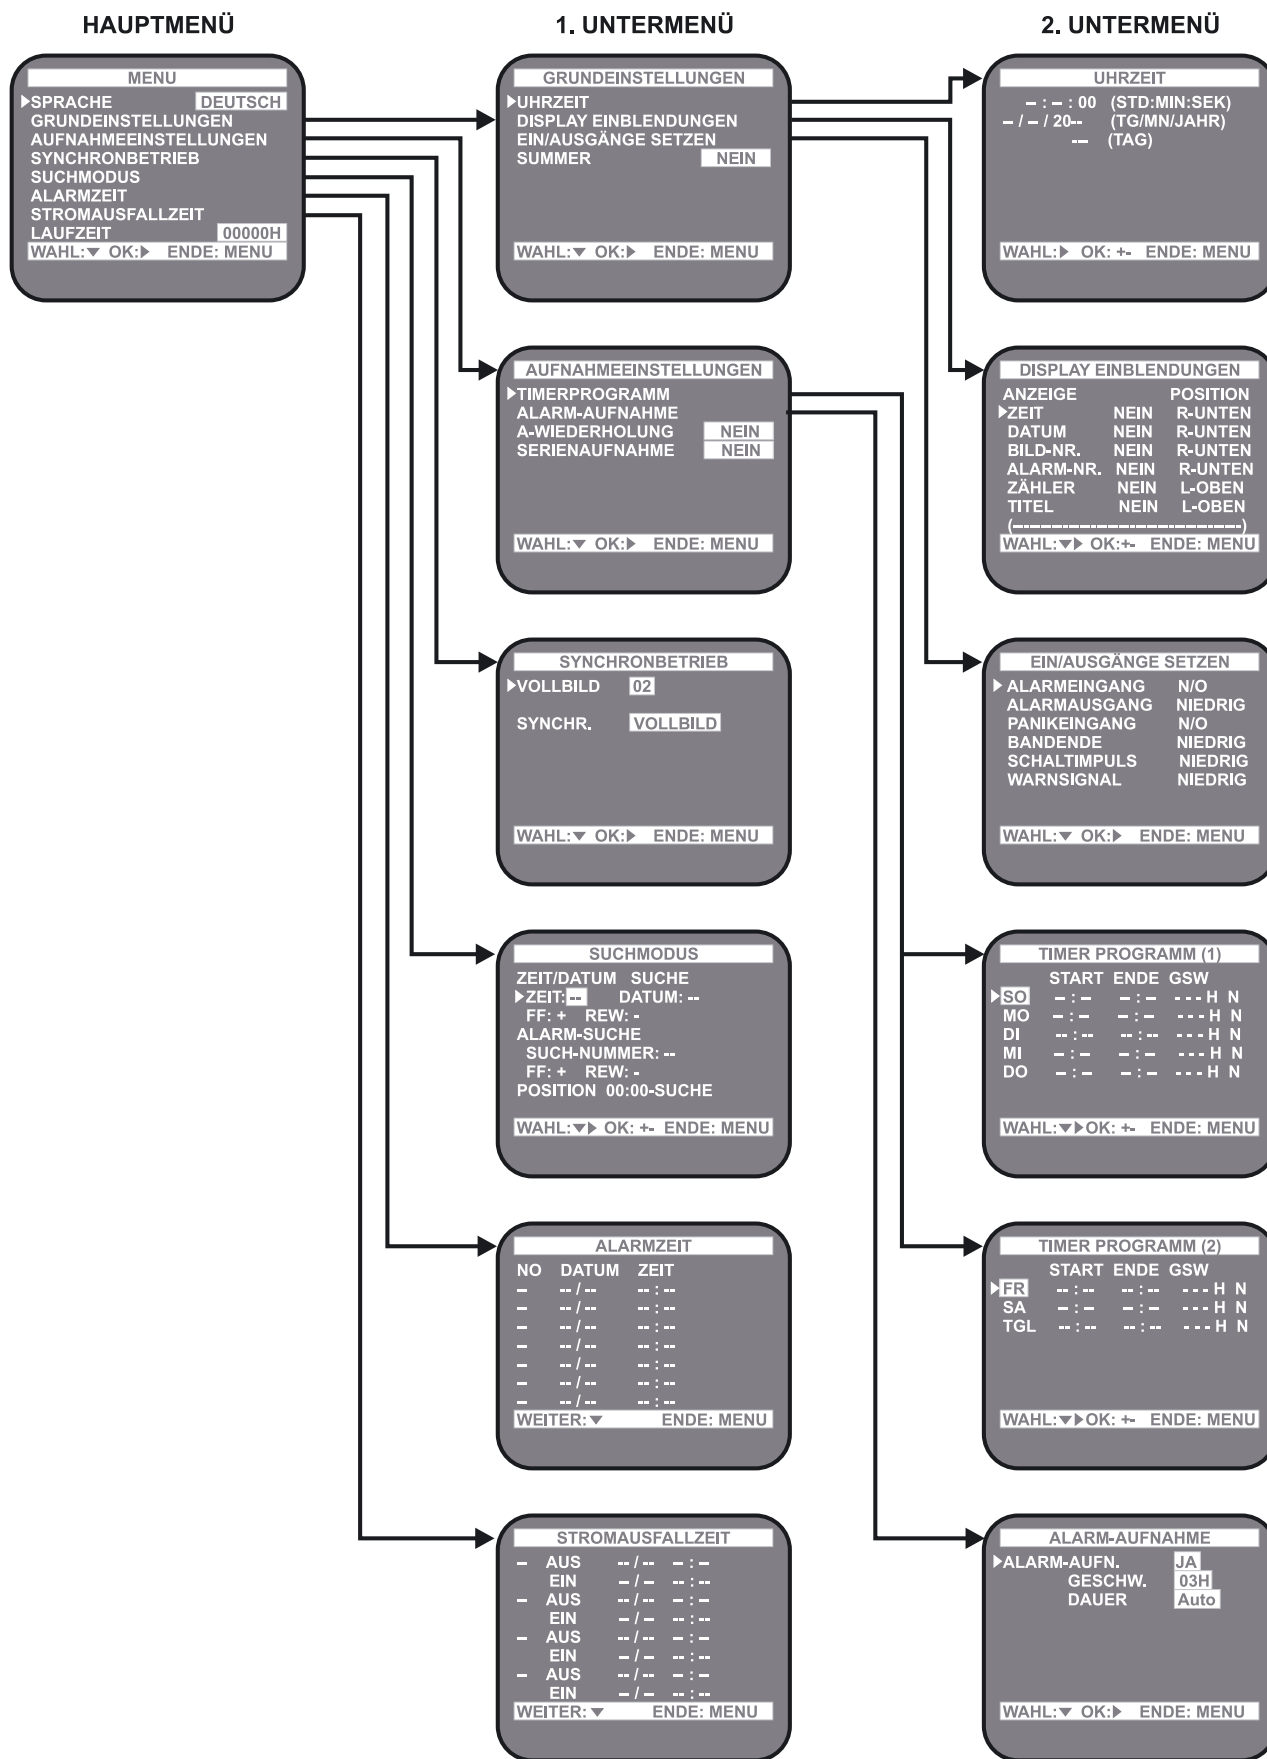 HAUPTMENÜ
1. UNTERMENÜ
2. UNTERMENÜ
MENU
▶SPRACHE DEUTSCH
GRUNDEINSTELLUNGEN
AUFNAHMEEINSTELLUNGEN
SYNCHRONBETRIEB
SUCHMODUS
ALARMZEIT
STROMAUSFALLZEIT
LAUFZEIT 00000H
WAHL:▼ OK:▶ ENDE: MENU
GRUNDEINSTELLUNGEN
▶UHRZEIT
DISPLAY EINBLENDUNGEN
EIN/AUSGÄNGE SETZEN
SUMMER NEIN
WAHL:▼ OK:▶ ENDE: MENU
UHRZEIT
– : – : 00 (STD:MIN:SEK)
– / – / 20-- (TG/MN/JAHR)
-- (TAG)
WAHL:▶ OK: +- ENDE: MENU
AUFNAHMEEINSTELLUNGEN
▶TIMERPROGRAMM
ALARM-AUFNAHME
A-WIEDERHOLUNG NEIN
SERIENAUFNAHME NEIN
WAHL:▼ OK:▶ ENDE: MENU
DISPLAY EINBLENDUNGEN
ANZEIGE POSITION
▶ZEIT NEIN R-UNTEN
DATUM NEIN R-UNTEN
BILD-NR. NEIN R-UNTEN
ALARM-NR. NEIN R-UNTEN
ZÄHLER NEIN L-OBEN
TITEL NEIN L-OBEN
(------------------------------------)
WAHL:▼▶ OK:+- ENDE: MENU
SYNCHRONBETRIEB
▶VOLLBILD 02
SYNCHR. VOLLBILD
WAHL:▼ OK:▶ ENDE: MENU
EIN/AUSGÄNGE SETZEN
▶ ALARMEINGANG N/O
ALARMAUSGANG NIEDRIG
PANIKEINGANG N/O
BANDENDE NIEDRIG
SCHALTIMPULS NIEDRIG
WARNSIGNAL NIEDRIG
WAHL:▼ OK:▶ ENDE: MENU
SUCHMODUS
ZEIT/DATUM SUCHE
▶ZEIT:-- DATUM: --
FF: + REW: -
ALARM-SUCHE
SUCH-NUMMER: --
FF: + REW: -
POSITION 00:00-SUCHE
WAHL:▼▶ OK: +- ENDE: MENU
TIMER PROGRAMM (1)
START ENDE GSW
▶SO – : – – : – - - - H N
MO – : – – : – - - - H N
DI -- : -- -- : -- - - - H N
MI – : – – : – - - - H N
DO – : – – : – - - - H N
WAHL:▼▶OK: +- ENDE: MENU
ALARMZEIT
NO DATUM ZEIT
– -- / -- -- : --
– -- / -- -- : --
– -- / -- -- : --
– -- / -- -- : --
– -- / -- -- : --
– -- / -- -- : --
– -- / -- -- : --
WEITER:▼ ENDE: MENU
TIMER PROGRAMM (2)
START ENDE GSW
▶FR -- : -- -- : -- - - - H N
SA – : – – : – - - - H N
TGL -- : -- -- : -- - - - H N
WAHL:▼▶OK: +- ENDE: MENU
STROMAUSFALLZEIT
– AUS -- / -- – : –
EIN – / – -- : --
– AUS -- / -- – : –
EIN – / – -- : --
– AUS -- / -- – : –
EIN – / – -- : --
– AUS -- / -- – : –
EIN – / – -- : --
WEITER: ▼ ENDE: MENU
ALARM-AUFNAHME
▶ALARM-AUFN. JA
GESCHW. 03H
DAUER Auto
WAHL:▼ OK:▶ ENDE: MENU